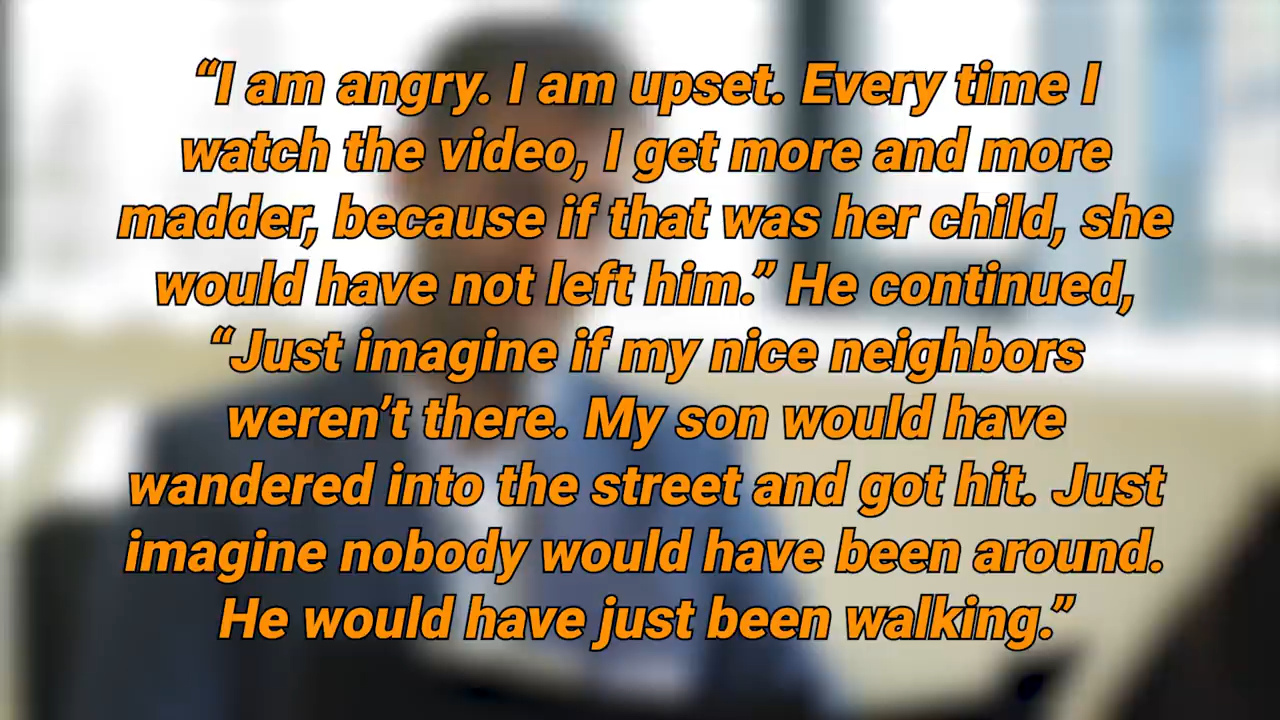 “I am angry. I am upset. Every time I
watch the video, I get more and more
madder, because if that was her child, she
would have not left him.” He continued,
“Just imagine if my nice neighbors
weren’t there. My son would have
wandered into the street and got hit. Just
imagine nobody would have been around.
He would have just been walking.”